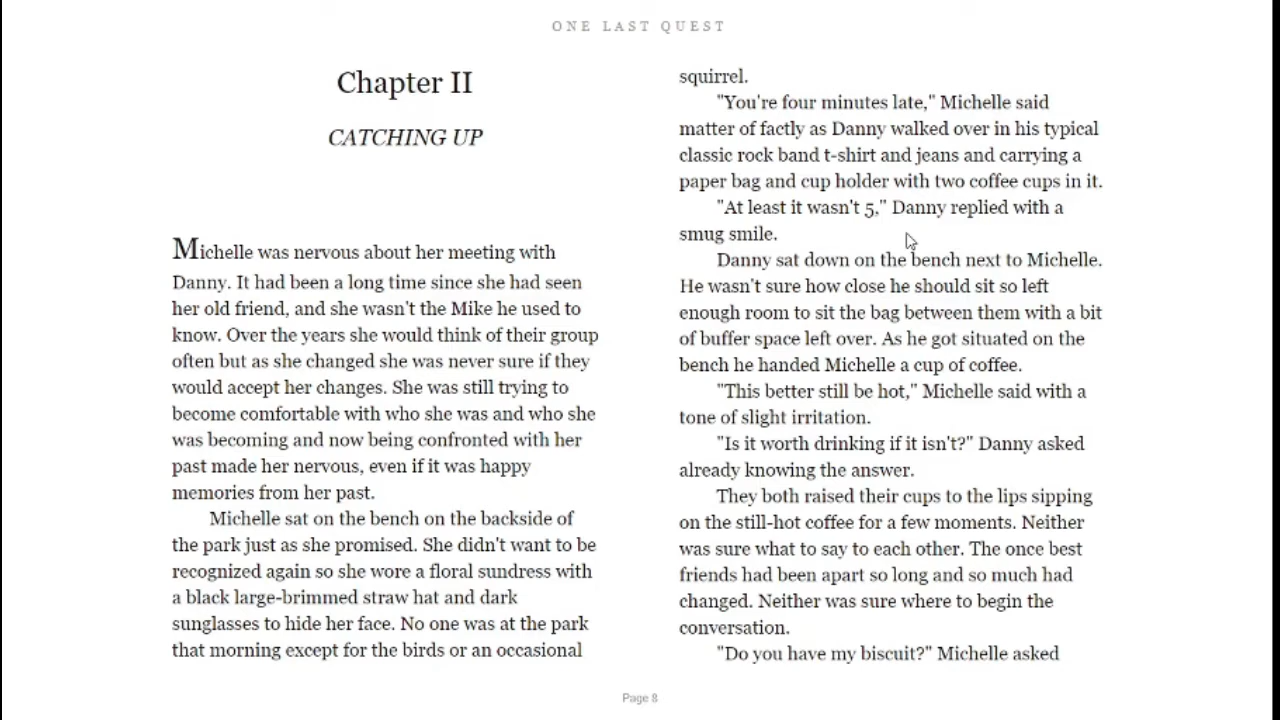 ONE LAST QUEST
Chapter II
CATCHING UP
Michelle was nervous about her meeting with
Danny. It had been a long time since she had seen
her old friend, and she wasn't the Mike he used to
know. Over the years she would think of their group
often but as she changed she was never sure if they
would accept her changes. She was still trying to
become comfortable with who she was and who she
was becoming and now being confronted with her
past made her nervous, even if it was happy
memories from her past.
Michelle sat on the bench on the backside of
the park just as she promised. She didn't want to be
recognized again so she wore a floral sundress with
a black large-brimmed straw hat and dark
sunglasses to hide her face. No one was at the park
that morning except for the birds or an occasional
squirrel.
"You're four minutes late," Michelle said
matter of factly as Danny walked over in his typical
classic rock band t-shirt and jeans and carrying a
paper bag and cup holder with two coffee cups in it.
"At least it wasn't 5," Danny replied with a
smug smile.
Danny sat down on the bench next to Michelle.
He wasn't sure how close he should sit so left
enough room to sit the bag between them with a bit
of buffer space left over. As he got situated on the
bench he handed Michelle a cup of coffee.
"This better still be hot," Michelle said with a
tone of slight irritation.
"Is it worth drinking if it isn't?" Danny asked
already knowing the answer.
They both raised their cups to the lips sipping
on the still-hot coffee for a few moments. Neither
was sure what to say to each other. The once best
friends had been apart so long and so much had
changed. Neither was sure where to begin the
conversation.
"Do you have my biscuit?" Michelle asked
Page 8